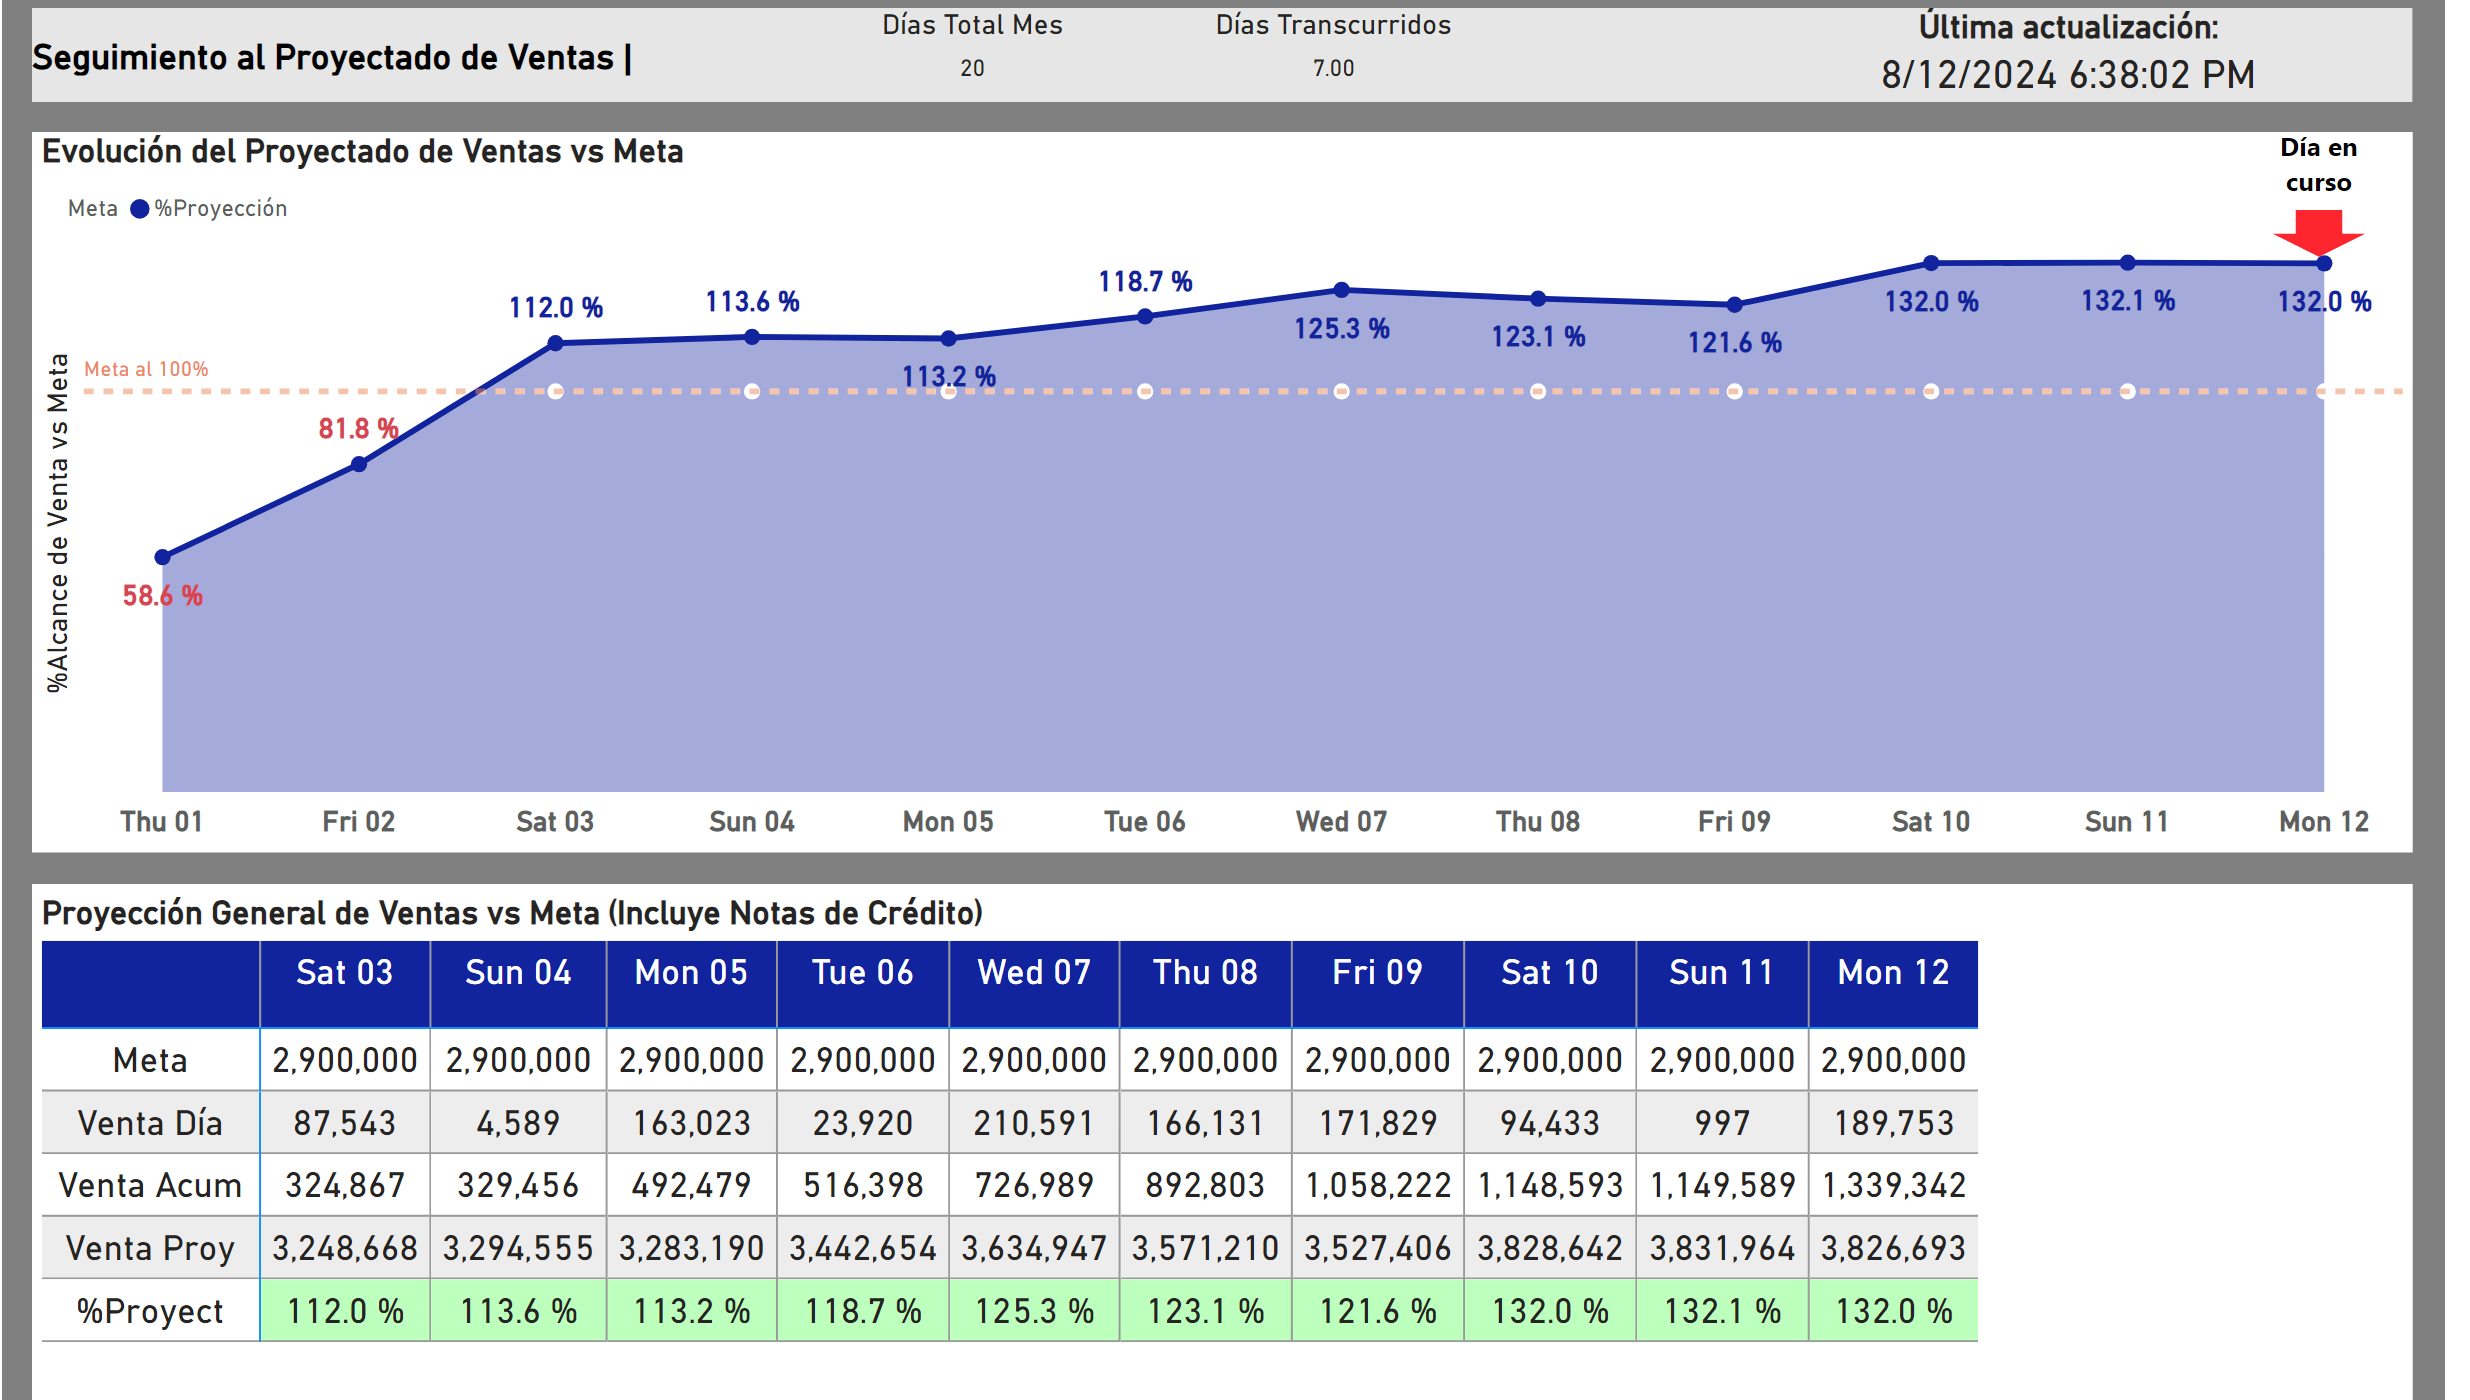 Seguimiento al Proyectado de Ventas |
Días Total Mes
20
Días Transcurridos
7.00
Última actualización:
8/12/2024 6:38:02 PM
Evolución del Proyectado de Ventas vs Meta
Meta %Proyección
Día en
curso
%Alcance de Venta vs Meta
Meta al 100%
58.6 %
81.8 %
112.0 %
113.6 %
113.2 %
118.7 %
125.3 %
123.1 %
121.6 %
132.0 %
132.1 %
132.0 %
Thu 01 Fri 02 Sat 03 Sun 04 Mon 05 Tue 06 Wed 07 Thu 08 Fri 09 Sat 10 Sun 11 Mon 12
Proyección General de Ventas vs Meta (Incluye Notas de Crédito)
Sat 03 Sun 04 Mon 05 Tue 06 Wed 07 Thu 08 Fri 09 Sat 10 Sun 11 Mon 12
Meta 2,900,000 2,900,000 2,900,000 2,900,000 2,900,000 2,900,000 2,900,000 2,900,000 2,900,000 2,900,000
Venta Día 87,543 4,589 163,023 23,920 210,591 166,131 171,829 94,433 997 189,753
Venta Acum 324,867 329,456 492,479 516,398 726,989 892,803 1,058,222 1,148,593 1,149,589 1,339,342
Venta Proy 3,248,668 3,294,555 3,283,190 3,442,654 3,634,947 3,571,210 3,527,406 3,828,642 3,831,964 3,826,693
%Proyect 112.0 % 113.6 % 113.2 % 118.7 % 125.3 % 123.1 % 121.6 % 132.0 % 132.1 % 132.0 %